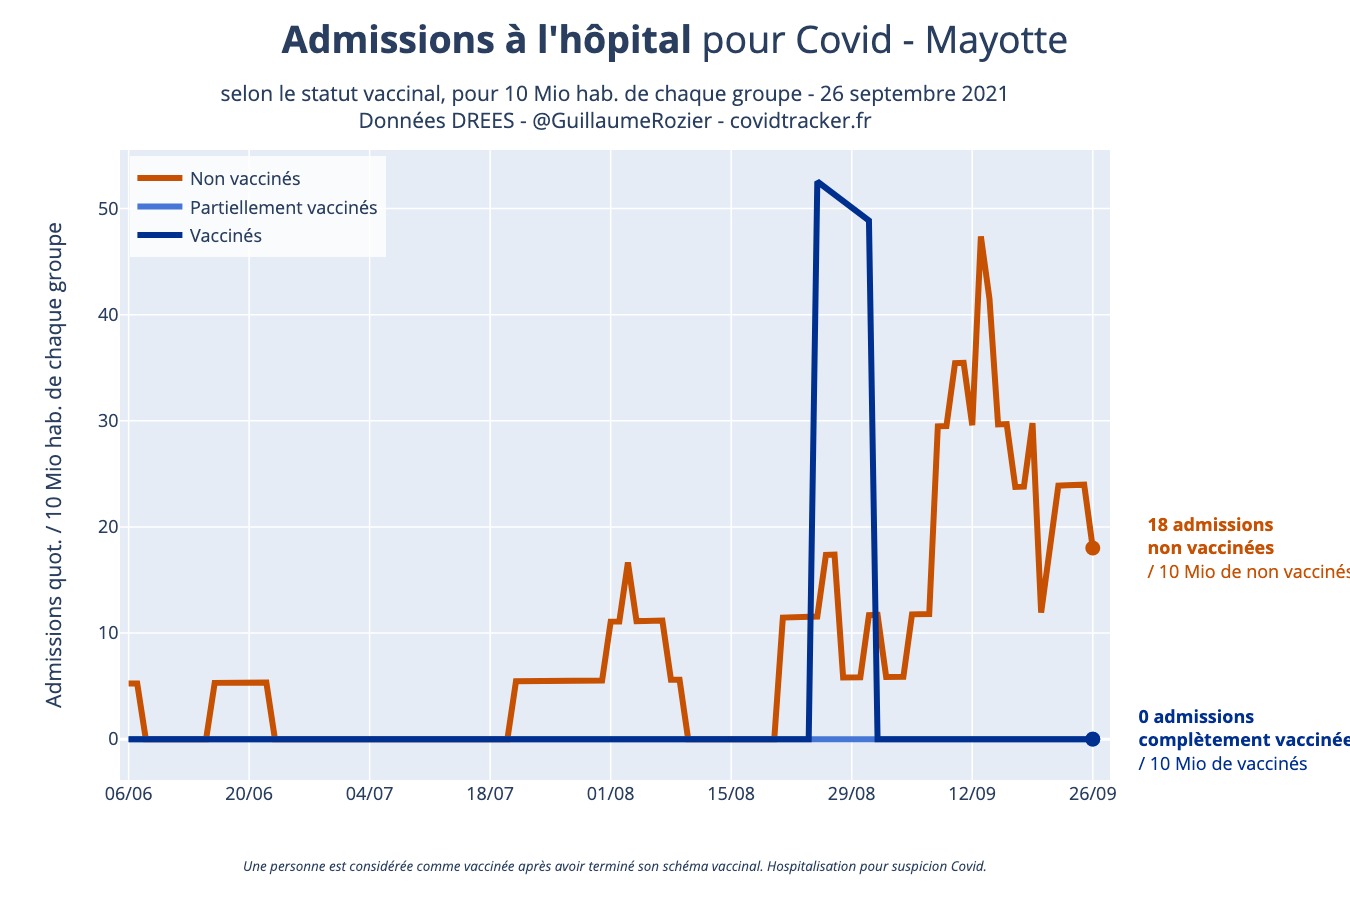 Admissions à l'hôpital pour Covid - Mayotte
selon le statut vaccinal, pour 10 Mio hab. de chaque groupe - 26 septembre 2021
Données DREES - @GuillaumeRozier - covidtracker.fr
Non vaccinés
Partiellement vaccinés
Vaccinés
Admissions quot. / 10 Mio hab. de chaque groupe
50
40
30
20
10
0
18 admissions
non vaccinées
/ 10 Mio de non vaccinés
0 admissions
complètement vaccinée
/ 10 Mio de vaccinés
06/06
20/06
04/07
18/07
01/08
15/08
29/08
12/09
26/09
Une personne est considérée comme vaccinée après avoir terminé son schéma vaccinal. Hospitalisation pour suspicion Covid.